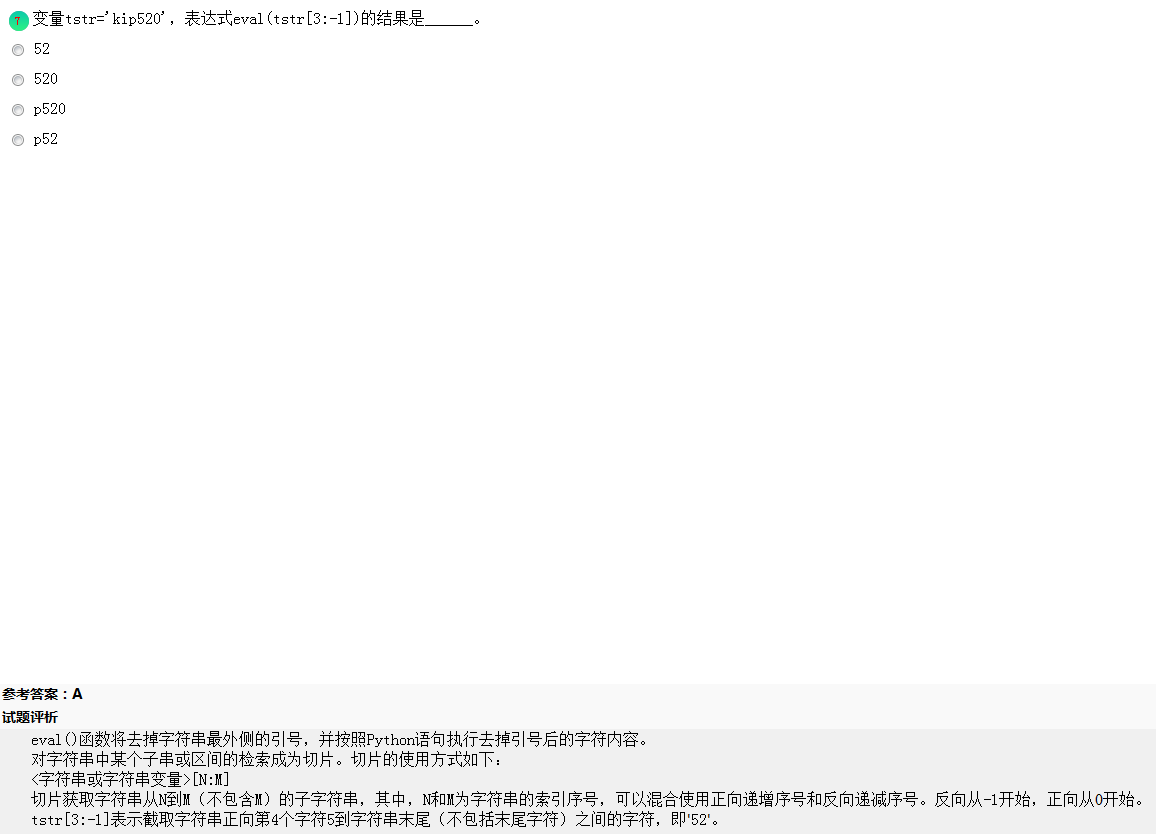 7 变量tstr='kip520'，表达式eval(tstr[3:-1])的结果是______。
52
520
p520
p52
参考答案：A
试题评析
eval()函数将去掉字符串最外侧的引号，并按照Python语句执行去掉引号后的字符内容。
对字符串中某个子串或区间的检索成为切片。切片的使用方式如下：
<字符串或字符串变量>[N:M]
切片获取字符串从N到M（不包含M）的子字符串，其中，N和M为字符串的索引序号，可以混合使用正向递增序号和反向递减序号。反向从-1开始，正向从0开始。
tstr[3:-1]表示截取字符串正向第4个字符5到字符串末尾（不包括末尾字符）之间的字符，即'52'。